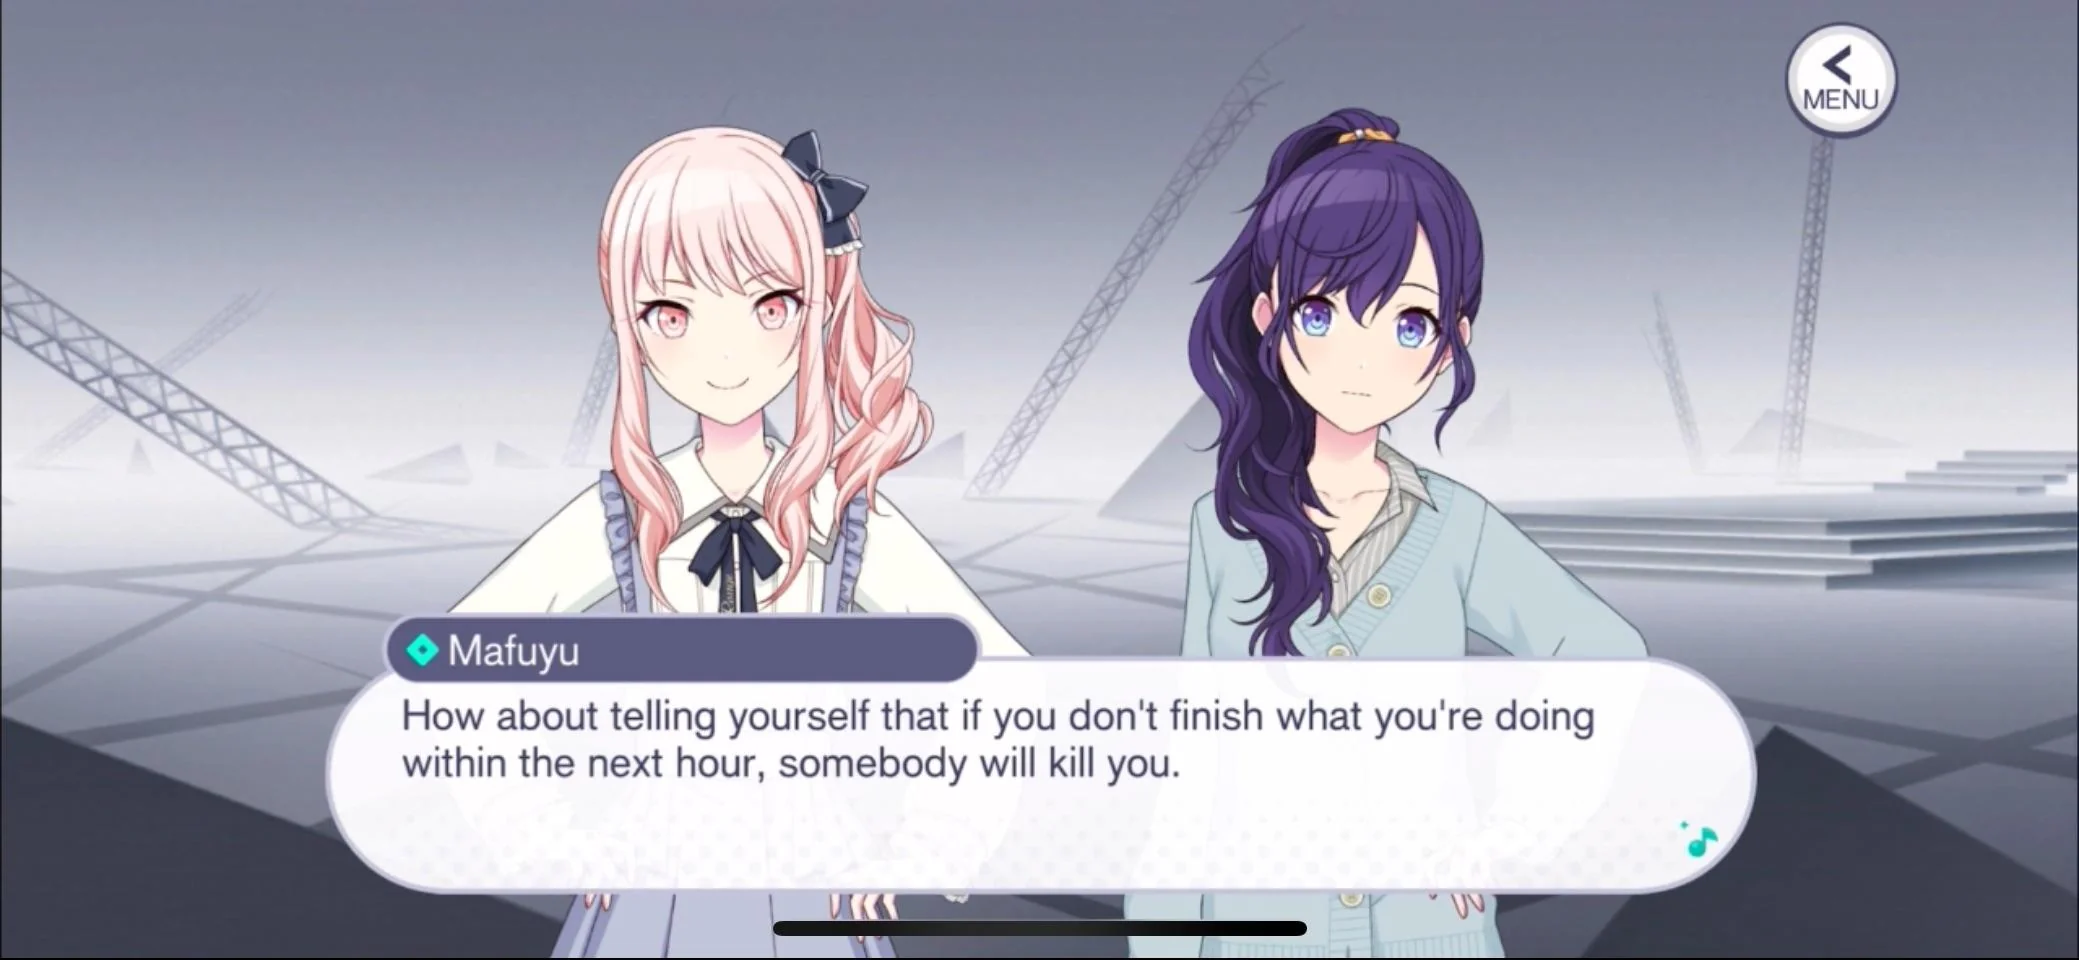 <
MENU
Mafuyu
How about telling yourself that if you don't finish what you're doing
within the next hour, somebody will kill you.